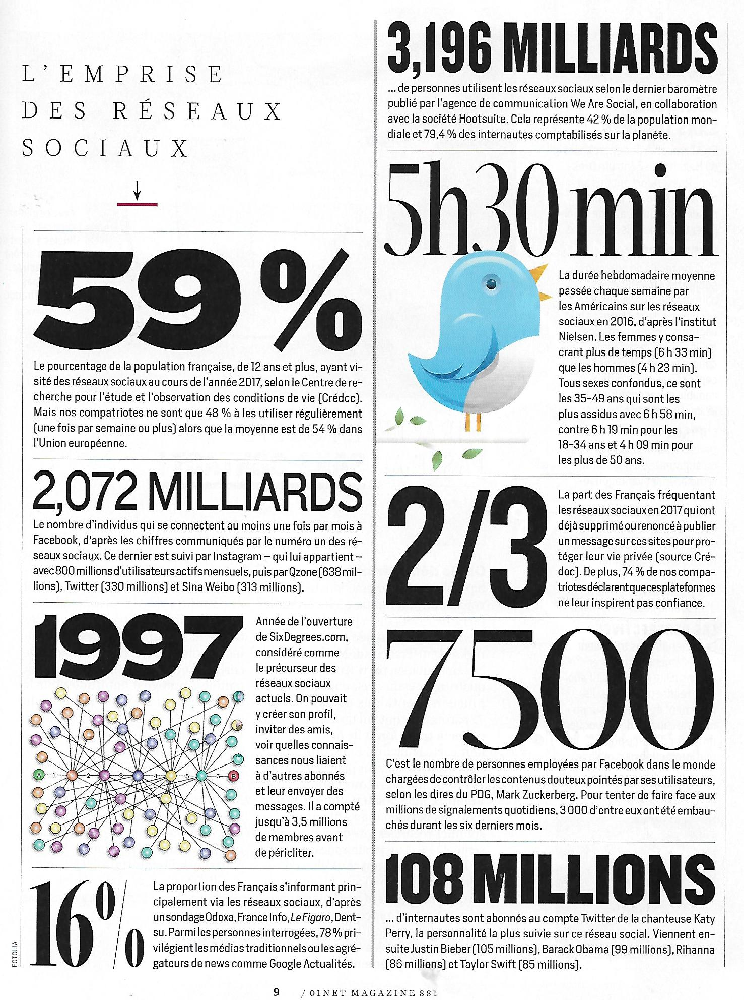 L'EMPRISE
DES RÉSEAUX
SOCIAUX
59 %
Le pourcentage de la population française, de 12 ans et plus, ayant vi-
sité des réseaux sociaux au cours de l'année 2017, selon le Centre de re-
cherche pour l'étude et l'observation des conditions de vie (Crédoc).
Mais nos compatriotes ne sont que 48 % à les utiliser régulièrement
(une fois par semaine ou plus) alors que la moyenne est de 54 % dans
l'Union européenne.
2,072 MILLIARDS
Le nombre d'individus qui se connectent au moins une fois par mois à
Facebook, d'après les chiffres communiqués par le numéro un des ré-
seaux sociaux. Ce dernier est suivi par Instagram – qui lui appartient –
avec 800 millions d'utilisateurs actifs mensuels, puis par Qzone (638 mil-
lions), Twitter (330 millions) et Sina Weibo (313 millions).
1997
Année de l'ouverture
de SixDegrees.com,
considéré comme
le précurseur des
réseaux sociaux
actuels. On pouvait
y créer son profil,
inviter des amis,
voir quelles connais-
sances nous liaient
à d'autres abonnés
et leur envoyer des
messages. Il a compté
jusqu'à 3,5 millions
de membres avant
de péricliter.
A 1 2 3 4 5 6 B
16%
La proportion des Français s'informant prin-
cipalement via les réseaux sociaux, d'après
un sondage Odoxa, France Info, Le Figaro, Dent-
su. Parmi les personnes interrogées, 78 % pri-
vilégient les médias traditionnels ou les agré-
gateurs de news comme Google Actualités.
FOTOLIA
3,196 MILLIARDS
... de personnes utilisent les réseaux sociaux selon le dernier baromètre
publié par l'agence de communication We Are Social, en collaboration
avec la société Hootsuite. Cela représente 42 % de la population mon-
diale et 79,4 % des internautes comptabilisés sur la planète.
5h30 min
La durée hebdomadaire moyenne
passée chaque semaine par
les Américains sur les réseaux
sociaux en 2016, d'après l'institut
Nielsen. Les femmes y consa-
crant plus de temps (6 h 33 min)
que les hommes (4 h 23 min).
Tous sexes confondus, ce sont
les 35-49 ans qui sont les
plus assidus avec 6 h 58 min,
contre 6 h 19 min pour les
18-34 ans et 4 h 09 min pour
les plus de 50 ans.
2/3
La part des Français fréquentant
les réseaux sociaux en 2017 qui ont
déjà supprimé ou renoncé à publier
un message sur ces sites pour pro-
téger leur vie privée (source Cré-
doc). De plus, 74 % de nos compa-
triotes déclarent que ces plateformes
ne leur inspirent pas confiance.
7500
C'est le nombre de personnes employées par Facebook dans le monde
chargées de contrôler les contenus douteux pointés par ses utilisateurs,
selon les dires du PDG, Mark Zuckerberg. Pour tenter de faire face aux
millions de signalements quotidiens, 3 000 d'entre eux ont été embau-
chés durant les six derniers mois.
108 MILLIONS
... d'internautes sont abonnés au compte Twitter de la chanteuse Katy
Perry, la personnalité la plus suivie sur ce réseau social. Viennent en-
suite Justin Bieber (105 millions), Barack Obama (99 millions), Rihanna
(86 millions) et Taylor Swift (85 millions).
9 / 01NET MAGAZINE 881